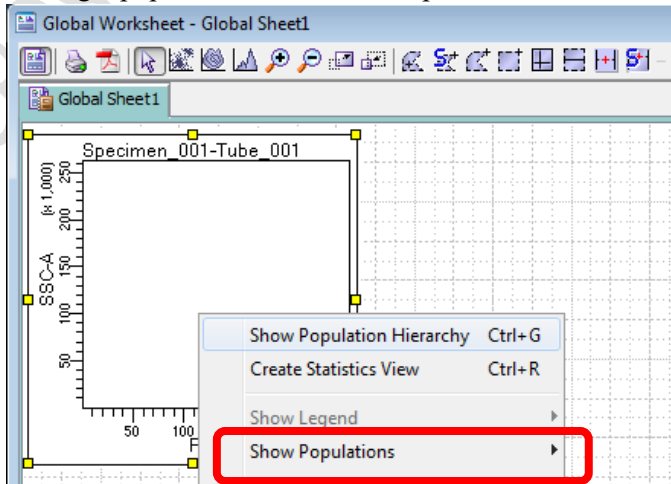 Global Worksheet - Global Sheet1
Global Sheet1
Specimen_001-Tube_001
SSC-A (x 1,000)
50 100 150 200 250
50 100
F
Show Population Hierarchy Ctrl+G
Create Statistics View Ctrl+R
Show Legend
Show Populations